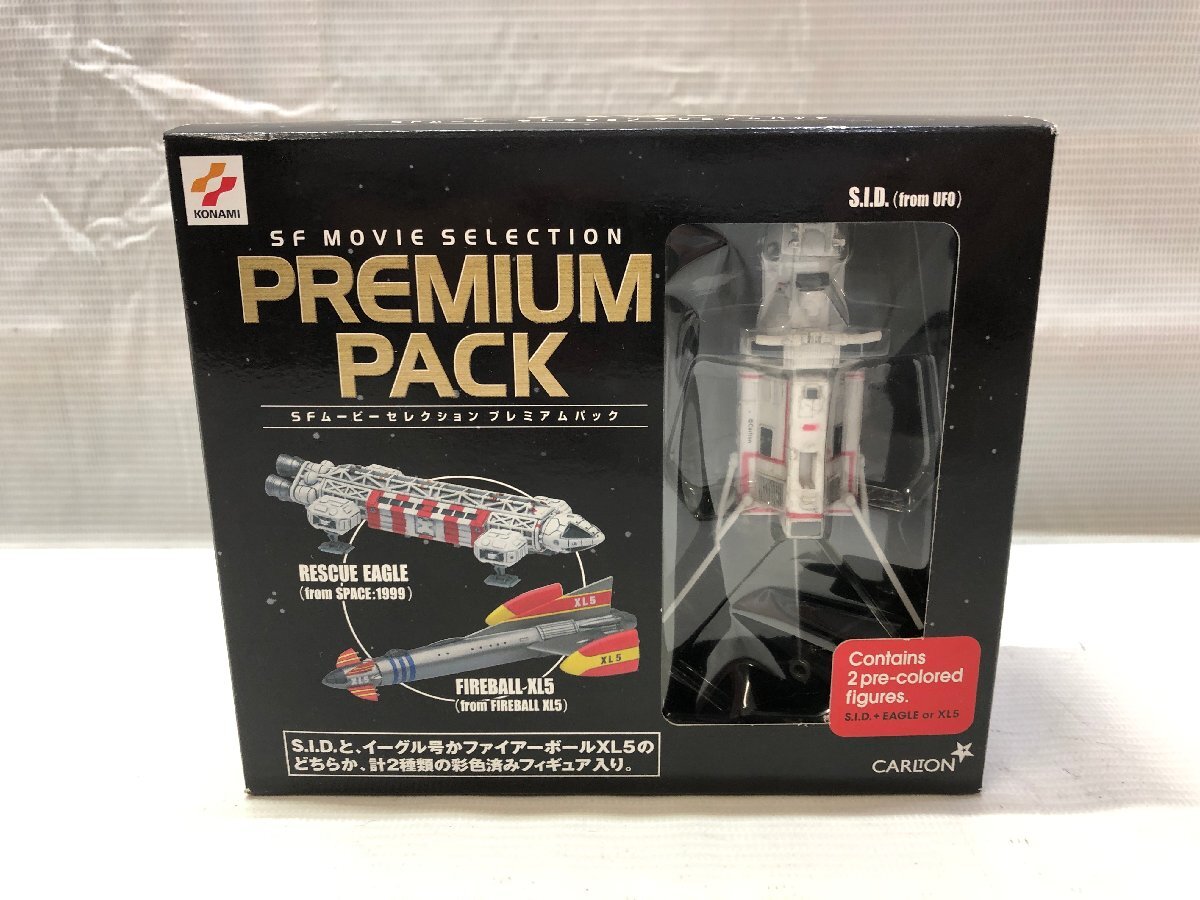 KONAMI
SF MOVIE SELECTION
PREMIUM
PACK
SFムービーセレクション プレミアムパック
S.I.D. (from UFO)
RESCUE EAGLE
(from SPACE:1999)
XL5
XL5
XL5
FIREBALL XL5
(from FIREBALL XL5)
Contains
2 pre-colored
figures.
S.I.D. + EAGLE or XL5
S.I.D.と、イーグル号かファイアーボールXL5の
どちらか、計2種類の彩色済みフィギュア入り。
CARLTON